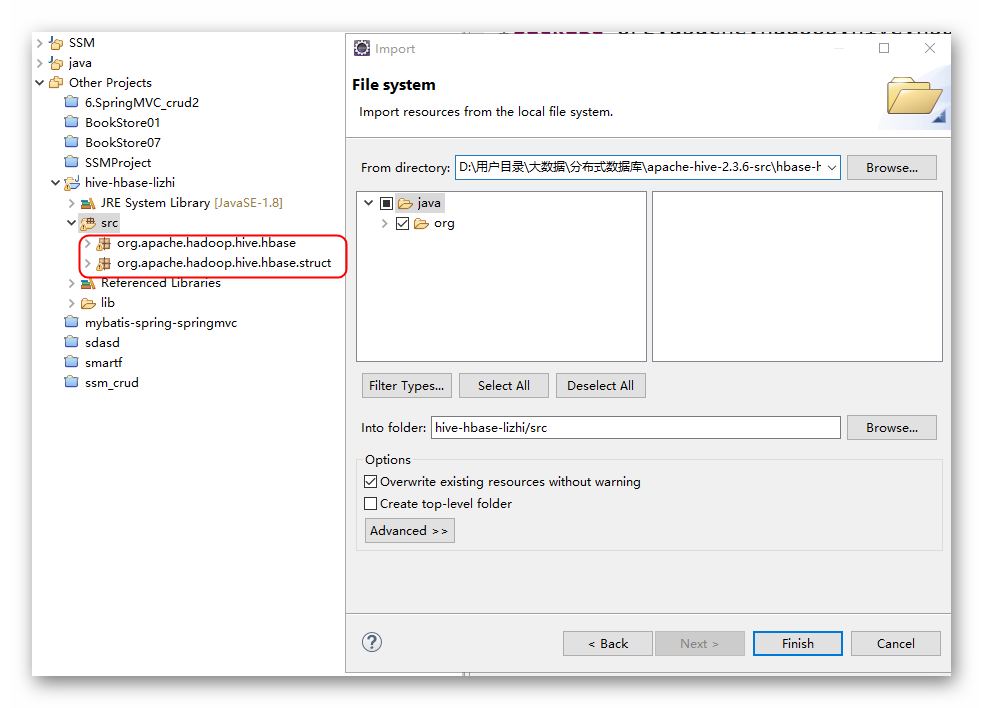 SSM
java
Other Projects
6.SpringMVC_crud2
BookStore01
BookStore07
SSMProject
hive-hbase-lizhi
JRE System Library [JavaSE-1.8]
src
org.apache.hadoop.hive.hbase
org.apache.hadoop.hive.hbase.struct
Referenced Libraries
lib
mybatis-spring-springmvc
sdasd
smartf
ssm_crud
Import
File system
Import resources from the local file system.
From directory: D:\用户目录\大数据\分布式数据库\apache-hive-2.3.6-src\hbase-h Browse...
java
org
Filter Types... Select All Deselect All
Into folder: hive-hbase-lizhi/src Browse...
Options
Overwrite existing resources without warning
Create top-level folder
Advanced >>
? < Back Next > Finish Cancel